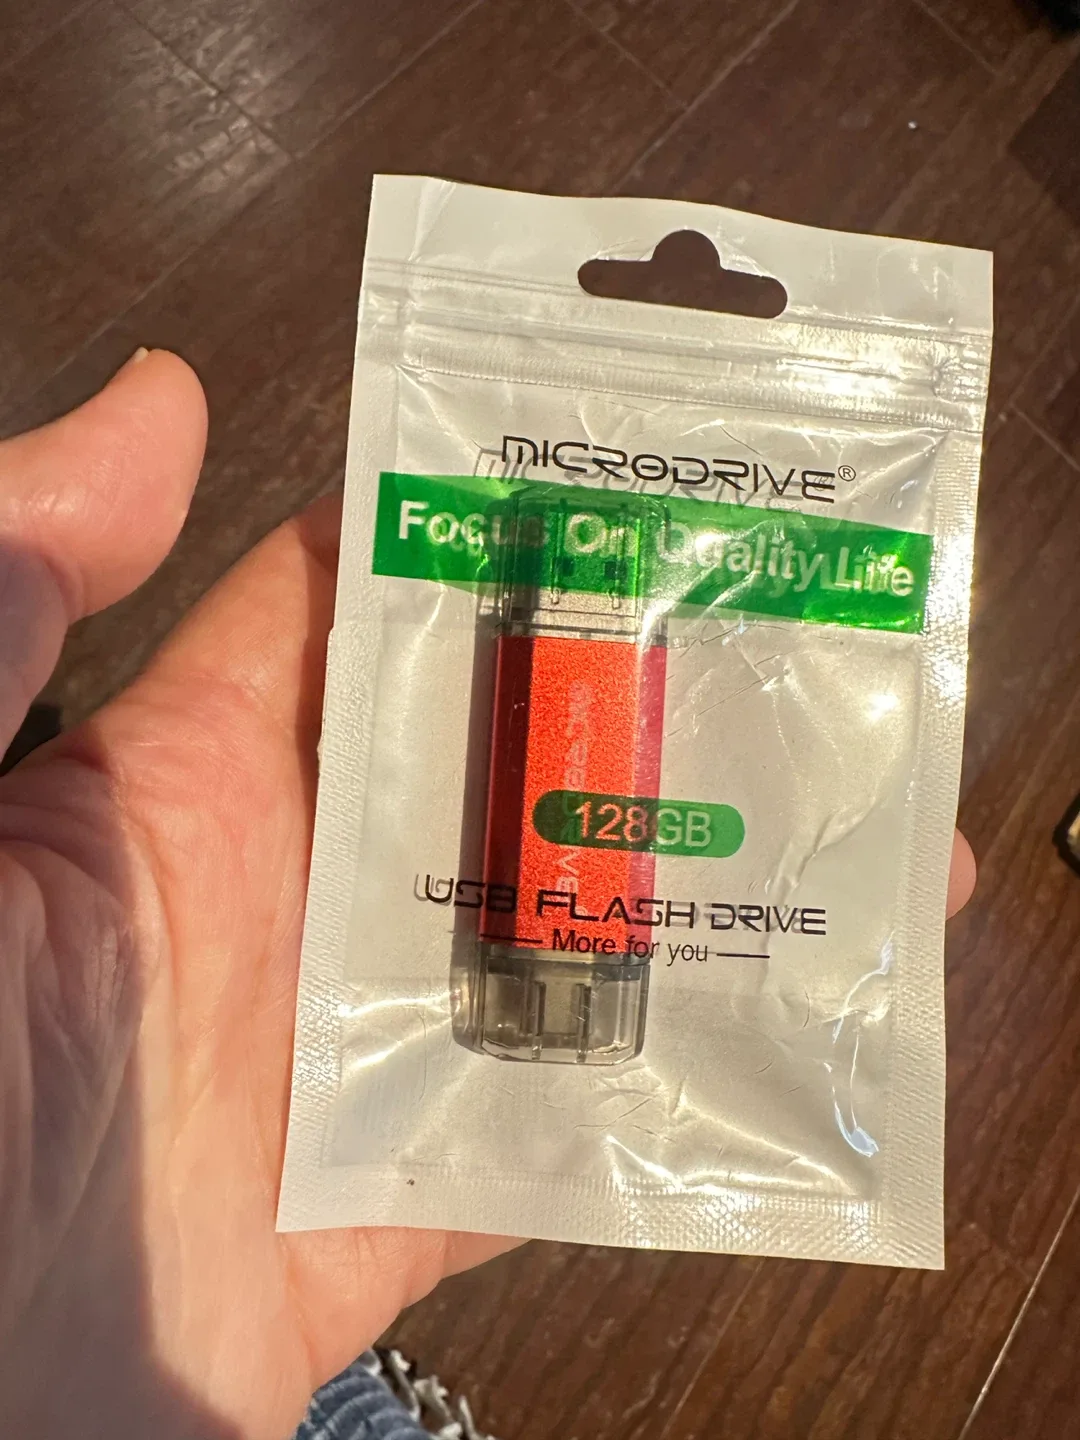 MICRODRIVE®
Focus On Quality Life
128GB
USB FLASH DRIVE
More for you